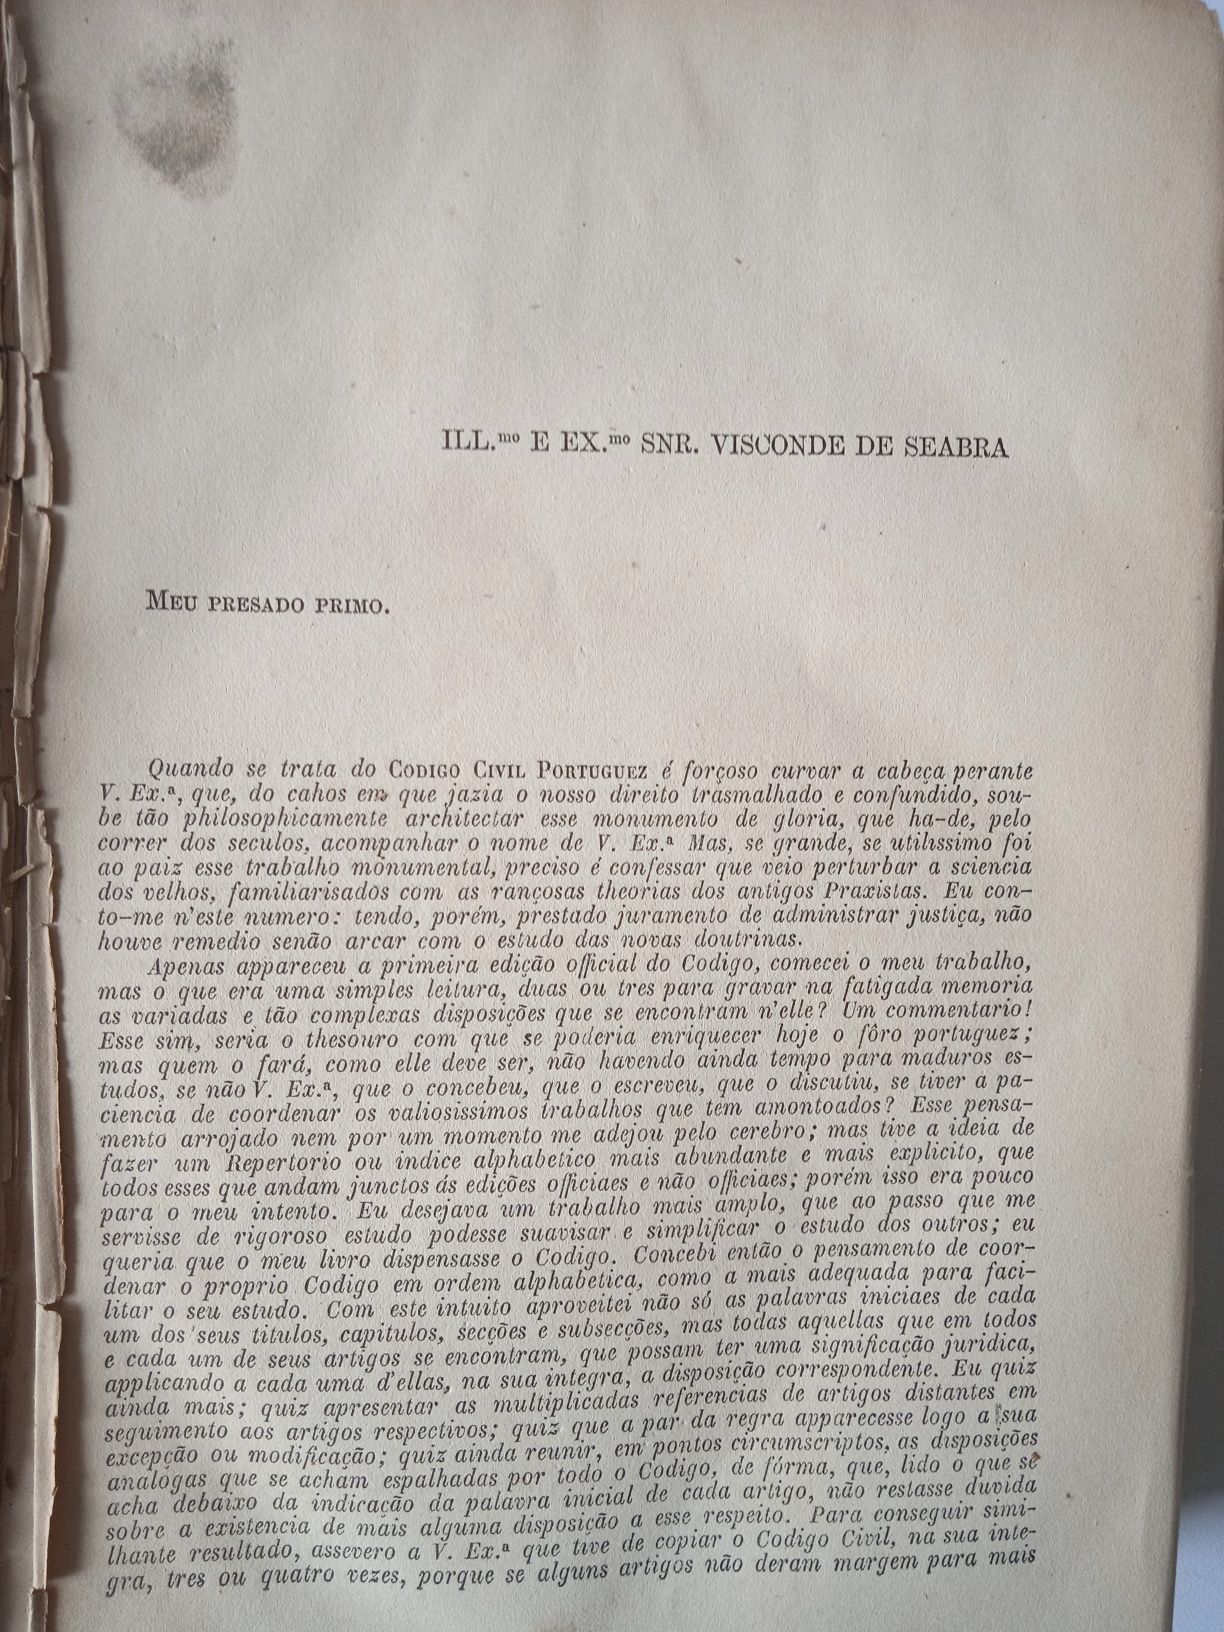 ILL.mo E EX.mo SNR. VISCONDE DE SEABRA
MEU PRESADO PRIMO.
Quando se trata do CODIGO CIVIL PORTUGUEZ é forçoso curvar a cabeça perante
V. Ex.ª, que, do cahos em que jazia o nosso direito trasmalhado e confundido, sou-
be tão philosophicamente architectar esse monumento de gloria, que ha-de, pelo
correr dos seculos, acompanhar o nome de V. Ex.ª Mas, se grande, se utilissimo foi
ao paiz esse trabalho monumental, preciso é confessar que veio perturbar a sciencia
dos velhos, familiarisados com as rançosas theorias dos antigos Praxistas. Eu con-
to-me n'este numero: tendo, porém, prestado juramento de administrar justiça, não
houve remedio senão arcar com o estudo das novas doutrinas.
Apenas appareceu a primeira edição official do Codigo, comecei o meu trabalho,
mas o que era uma simples leitura, duas ou tres para gravar na fatigada memoria
as variadas e tão complexas disposições que se encontram n'elle? Um commentario!
Esse sim, seria o thesouro com que se poderia enriquecer hoje o fôro portuguez;
mas quem o fará, como elle deve ser, não havendo ainda tempo para maduros es-
tudos, se não V. Ex.ª, que o concebeu, que o escreveu, que o discutiu, se tiver a pa-
ciencia de coordenar os valiosissimos trabalhos que tem amontoados? Esse pensa-
mento arrojado nem por um momento me adejou pelo cerebro; mas tive a ideia de
fazer um Repertorio ou indice alphabetico mais abundante e mais explicito, que
todos esses que andam junctos ás edições officiaes e não officiaes; porém isso era pouco
para o meu intento. Eu desejava um trabalho mais amplo, que ao passo que me
servisse de rigoroso estudo podesse suavisar e simplificar o estudo dos outros; eu
queria que o meu livro dispensasse o Codigo. Concebi então o pensamento de coor-
denar o proprio Codigo em ordem alphabetica, como a mais adequada para faci-
litar o seu estudo. Com este intuito aproveitei não só as palavras iniciaes de cada
um dos seus titulos, capitulos, secções e subsecções, mas todas aquellas que em todos
e cada um de seus artigos se encontram, que possam ter uma significação juridica,
applicando a cada uma d'ellas, na sua integra, a disposição correspondente. Eu quiz
ainda mais; quiz apresentar as multiplicadas referencias de artigos distantes em
seguimento aos artigos respectivos; quiz que a par da regra apparecesse logo a sua
excepção ou modificação; quiz ainda reunir, em pontos circumscriptos, as disposições
analogas que se acham espalhadas por todo o Codigo, de fórma, que, lido o que se
acha debaixo da indicação da palavra inicial de cada artigo, não restasse duvida
sobre a existencia de mais alguma disposição a esse respeito. Para conseguir simi-
lhante resultado, assevero a V. Ex.ª que tive de copiar o Codigo Civil, na sua inte-
gra, tres ou quatro vezes, porque se alguns artigos não deram margem para mais